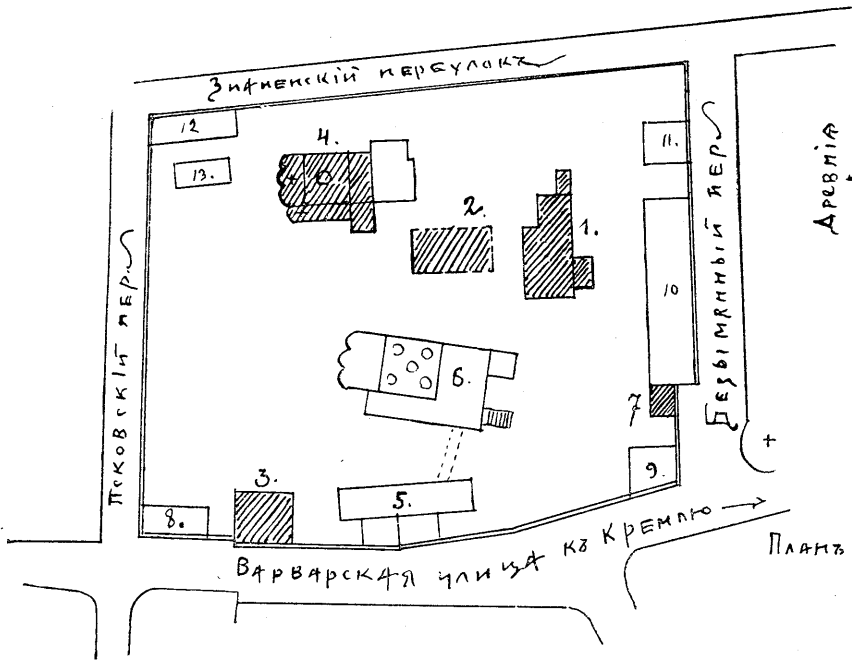 Знаменскій переулокъ
12
13.
4.
2.
1.
11.
10
Псковскій пер.
Безымянный пер.
Древнія
6.
7
3.
5.
8.
9.
Варварская улица къ Кремлю
Планъ